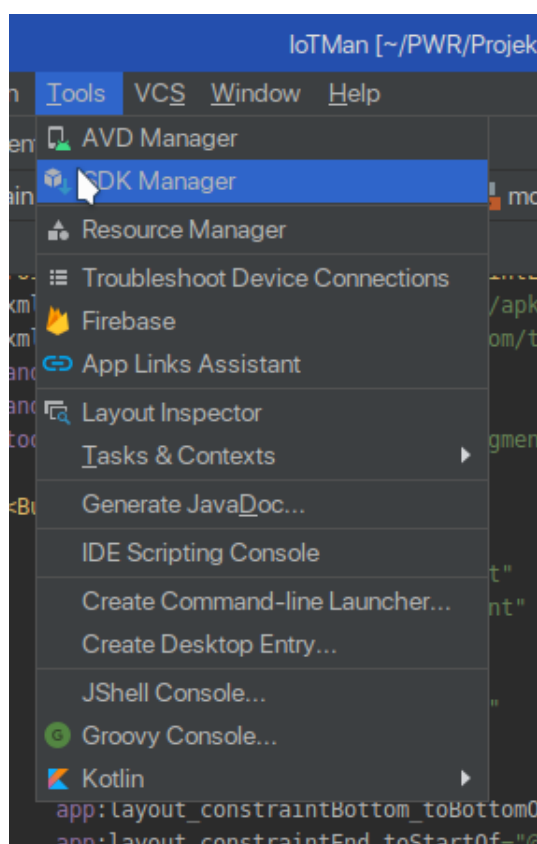 IoTMan [~/PWR/Projek
Tools VCS Window Help
AVD Manager
SDK Manager
Resource Manager
Troubleshoot Device Connections
Firebase
App Links Assistant
Layout Inspector
Tasks & Contexts
Generate JavaDoc...
IDE Scripting Console
Create Command-line Launcher...
Create Desktop Entry...
JShell Console...
Groovy Console...
Kotlin
app:layout_constraintBottom_toBottomO
app:layout_constraintEnd_toStartOf="@